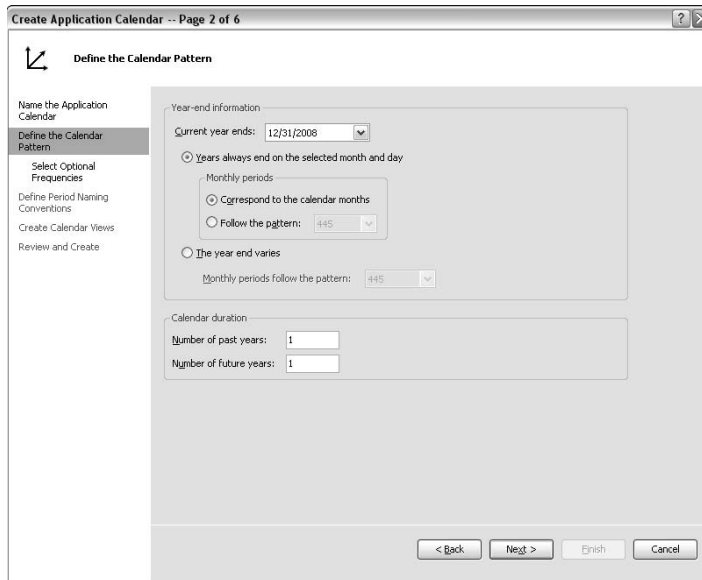 Create Application Calendar -- Page 2 of 6
?
Define the Calendar Pattern
Name the Application
Calendar
Define the Calendar
Pattern
Select Optional
Frequencies
Define Period Naming
Conventions
Create Calendar Views
Review and Create
Year-end information
Current year ends: 12/31/2008
Years always end on the selected month and day
Monthly periods
Correspond to the calendar months
Follow the pattern: 445
The year end varies
Monthly periods follow the pattern: 445
Calendar duration
Number of past years: 1
Number of future years: 1
< Back Next > Finish Cancel